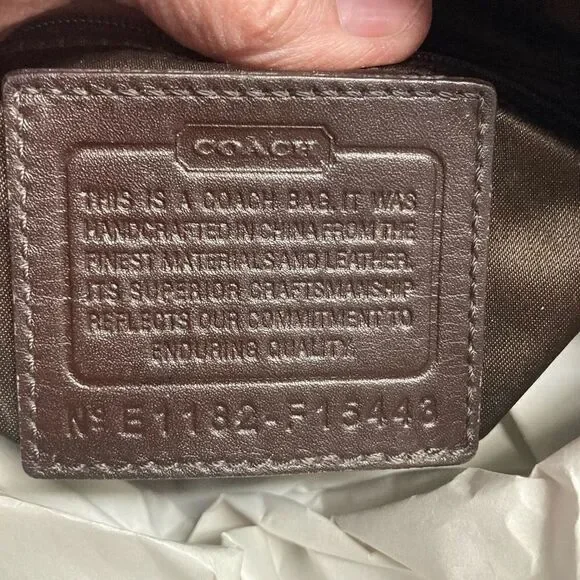 COACH
THIS IS A COACH BAG. IT WAS
HANDCRAFTED IN CHINA FROM THE
FINEST MATERIALS AND LEATHER.
ITS SUPERIOR CRAFTSMANSHIP
REFLECTS OUR COMMITMENT TO
ENDURING QUALITY.
Nº E1182-F15443